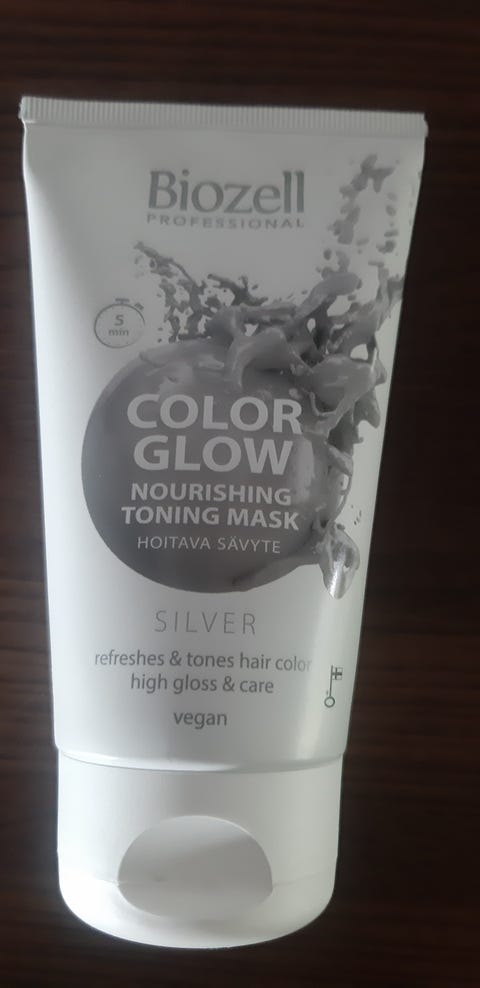 Biozell
PROFESSIONAL
5
min
COLOR
GLOW
NOURISHING
TONING MASK
HOITAVA SÄVYTE
SILVER
refreshes & tones hair color
high gloss & care
vegan